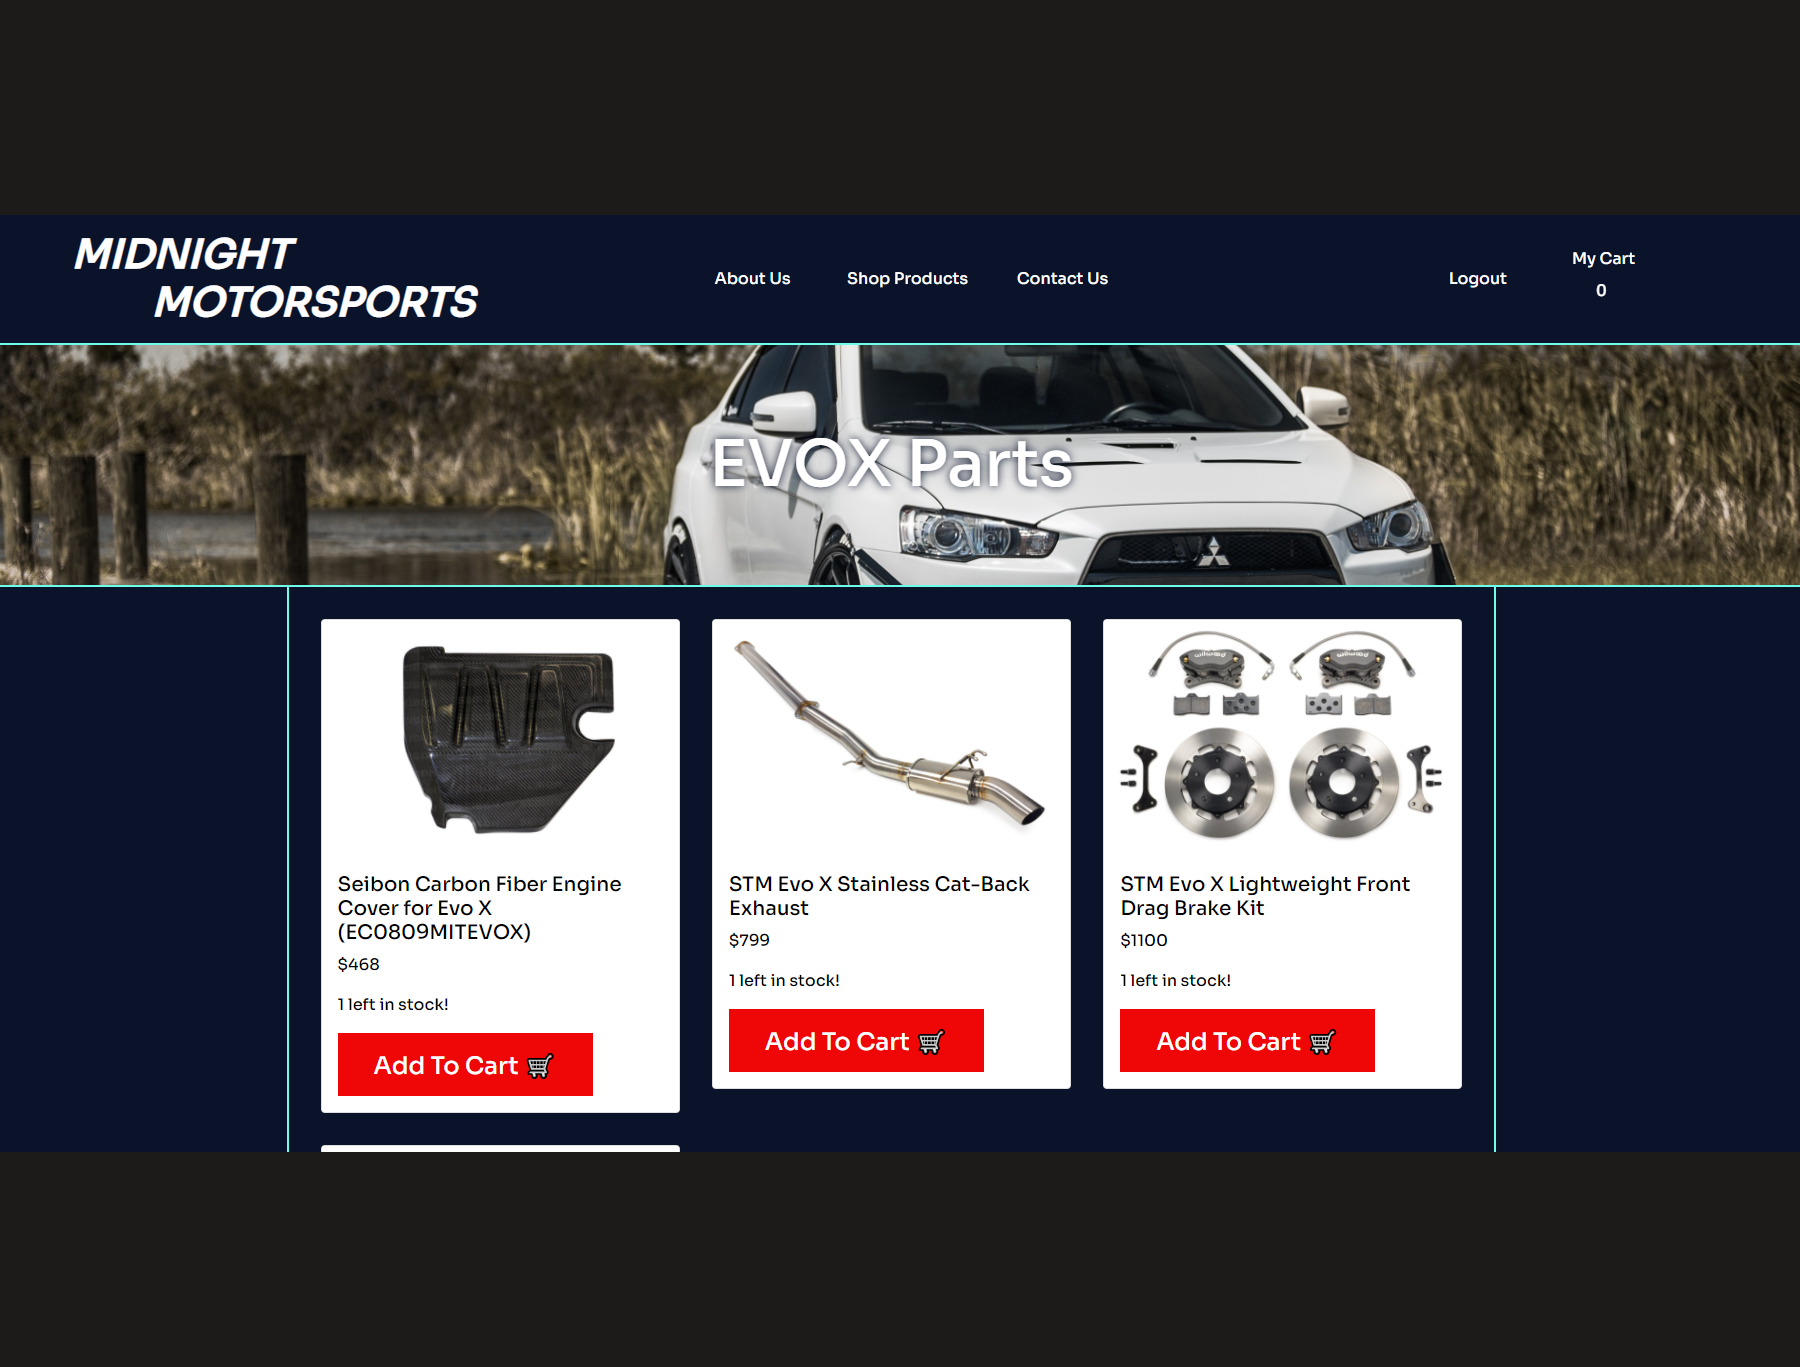 MIDNIGHT
MOTORSPORTS
About Us
Shop Products
Contact Us
Logout
My Cart
0
EVOX Parts
wilwood
wilwood
Seibon Carbon Fiber Engine
Cover for Evo X
(EC0809MITEVOX)
$468
1 left in stock!
Add To Cart
STM Evo X Stainless Cat-Back
Exhaust
$799
1 left in stock!
Add To Cart
STM Evo X Lightweight Front
Drag Brake Kit
$1100
1 left in stock!
Add To Cart